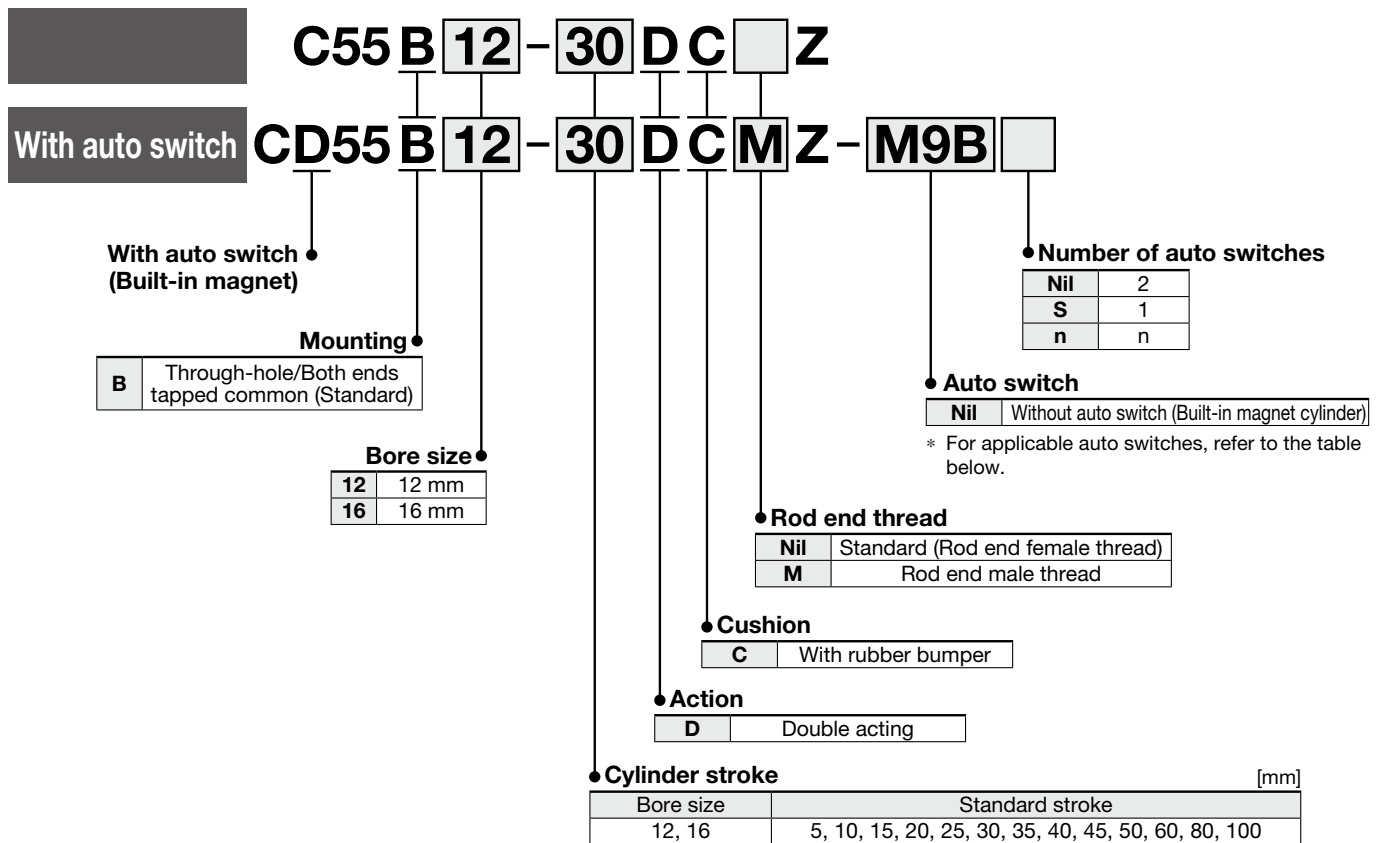 C55 B 12 – 30 D C Z
With auto switch CD55 B 12 – 30 D C M Z – M9B
With auto switch
(Built-in magnet)
Number of auto switches
Nil 2
S 1
n n
Mounting
B Through-hole/Both ends
tapped common (Standard)
Auto switch
Nil Without auto switch (Built-in magnet cylinder)
* For applicable auto switches, refer to the table
below.
Bore size
12 12 mm
16 16 mm
Rod end thread
Nil Standard (Rod end female thread)
M Rod end male thread
Cushion
C With rubber bumper
Action
D Double acting
Cylinder stroke [mm]
Bore size Standard stroke
12, 16 5, 10, 15, 20, 25, 30, 35, 40, 45, 50, 60, 80, 100